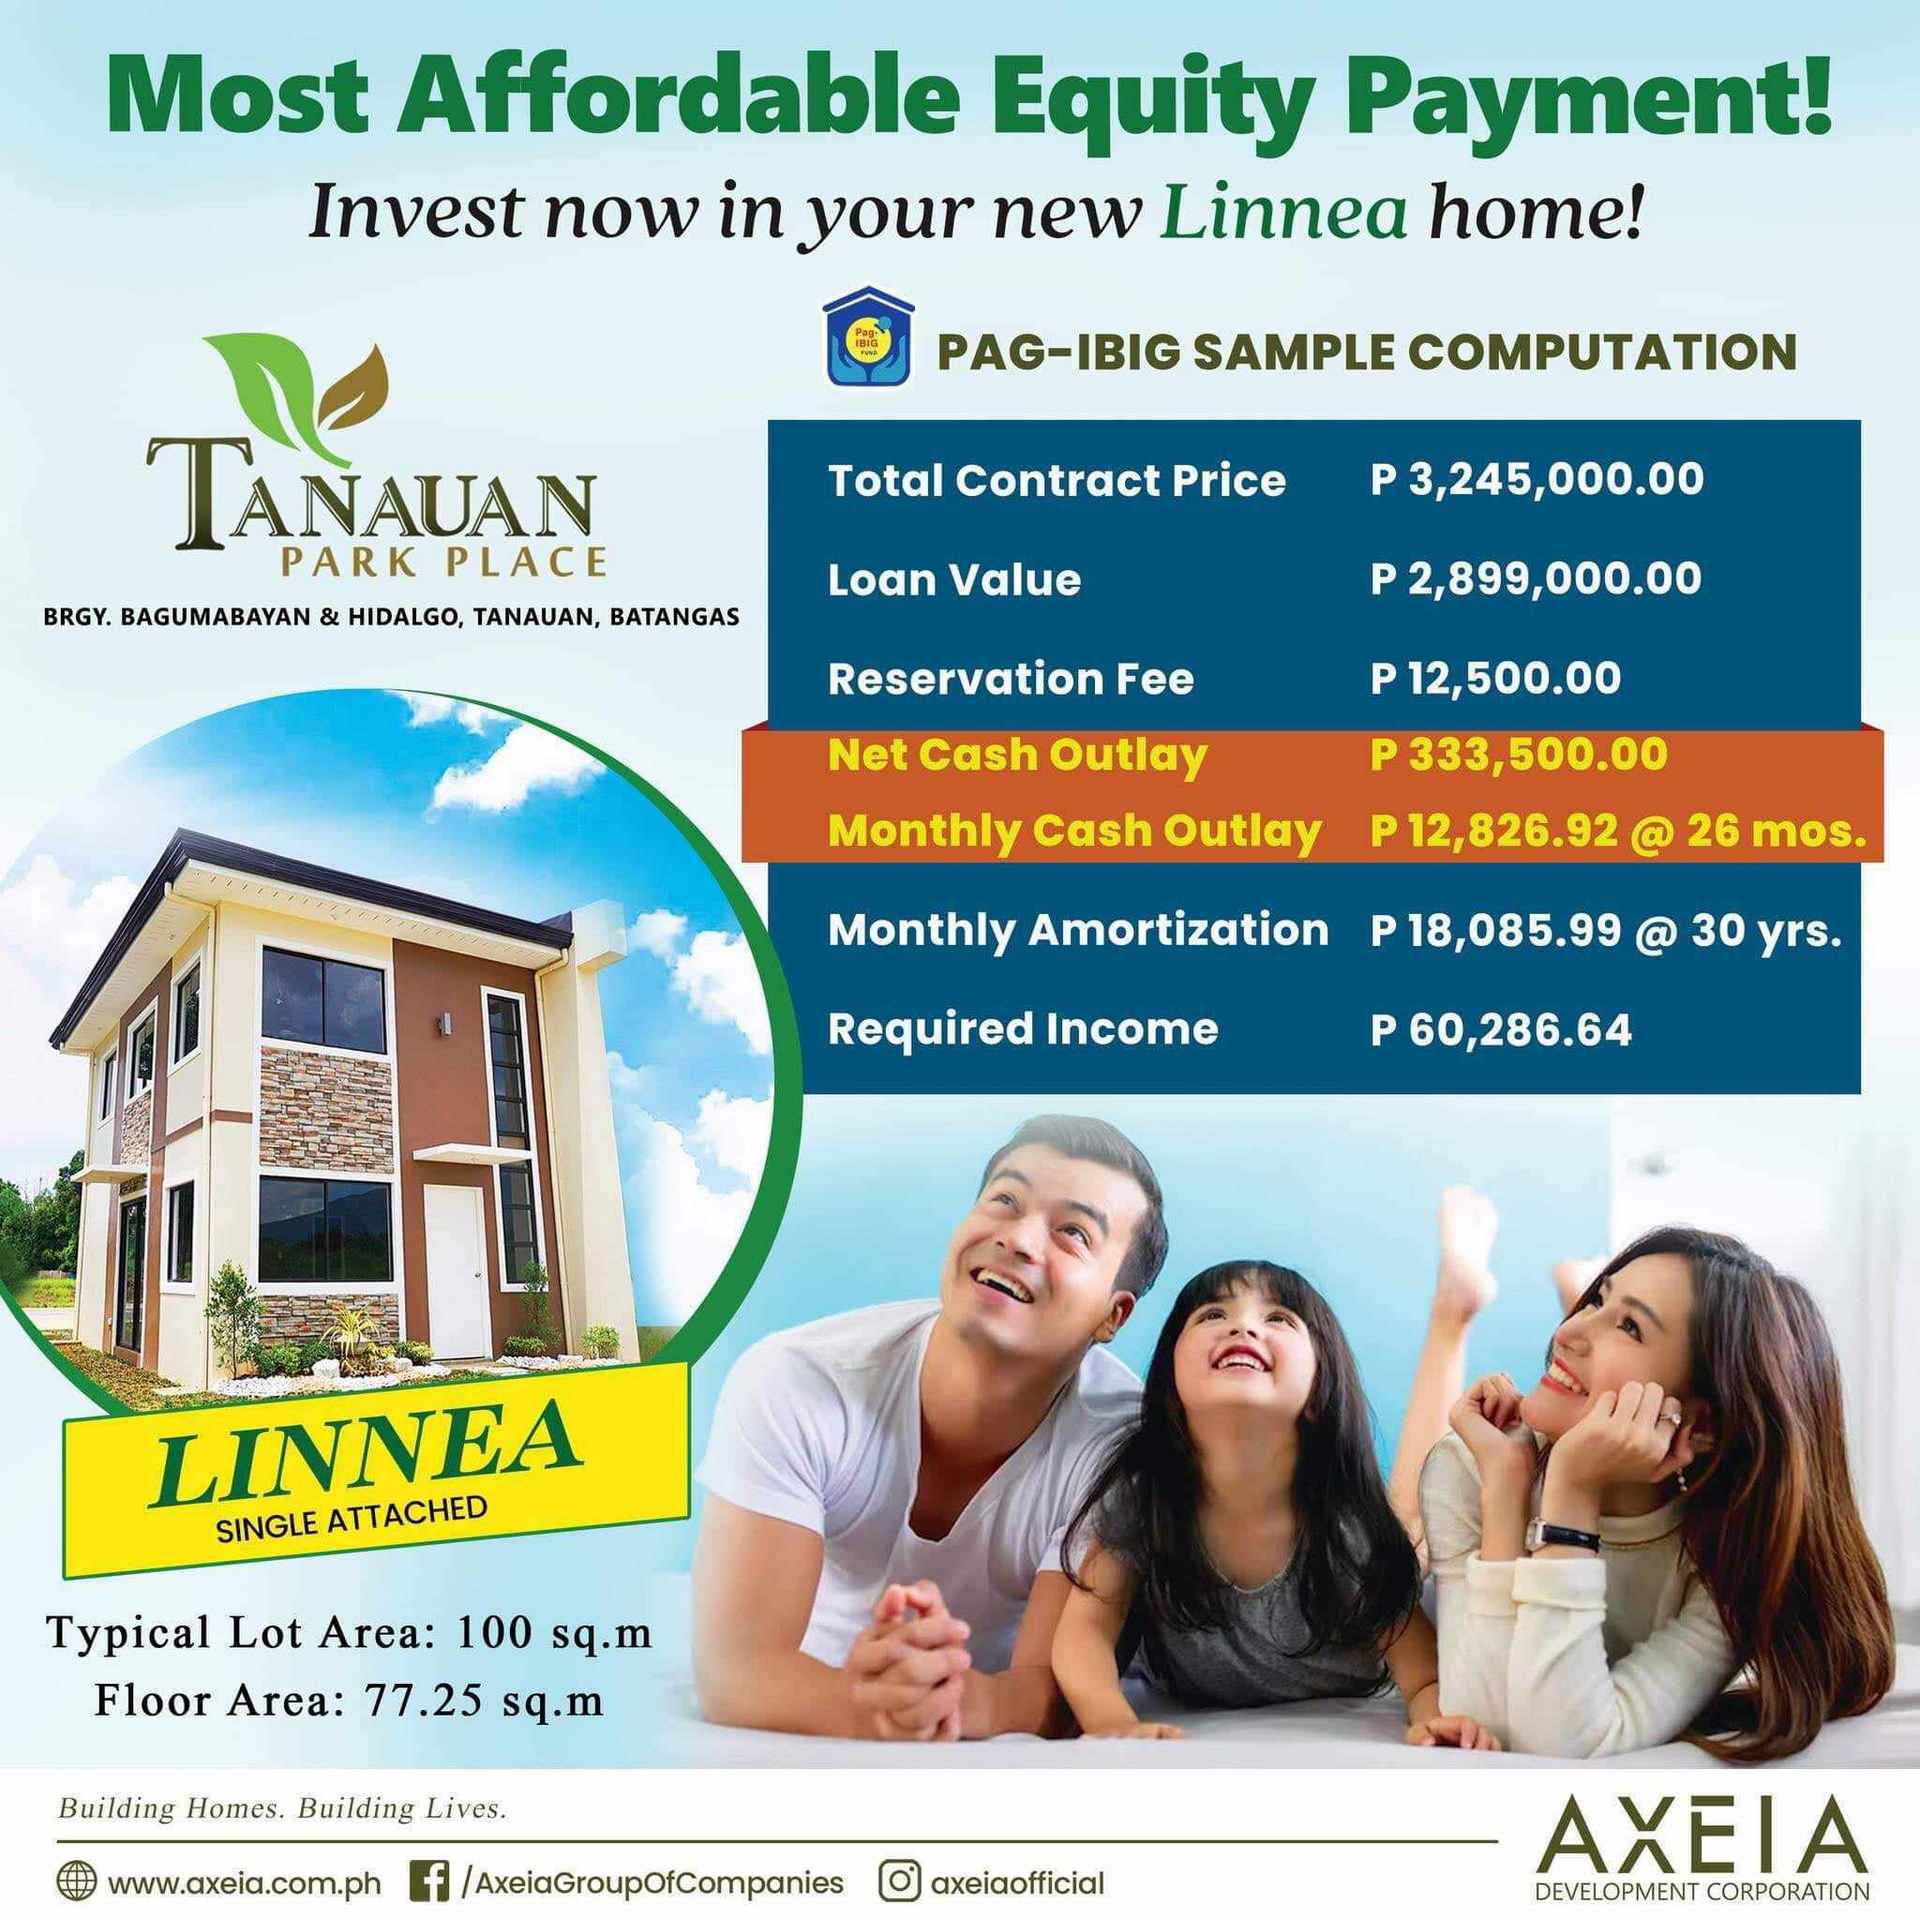 Most Affordable Equity Payment!
Invest now in your new Linnea home!
TANAUAN
PARK PLACE
BRGY. BAGUMABAYAN & HIDALGO, TANAUAN, BATANGAS
Pag-
IBIG
FUND
PAG-IBIG SAMPLE COMPUTATION
Total Contract Price P 3,245,000.00
Loan Value P 2,899,000.00
Reservation Fee P 12,500.00
Net Cash Outlay P 333,500.00
Monthly Cash Outlay P 12,826.92 @ 26 mos.
Monthly Amortization P 18,085.99 @ 30 yrs.
Required Income P 60,286.64
LINNEA
SINGLE ATTACHED
Typical Lot Area: 100 sq.m
Floor Area: 77.25 sq.m
Building Homes. Building Lives.
www.axeia.com.ph /AxeiaGroupOfCompanies axeiaofficial
AXEIA
DEVELOPMENT CORPORATION